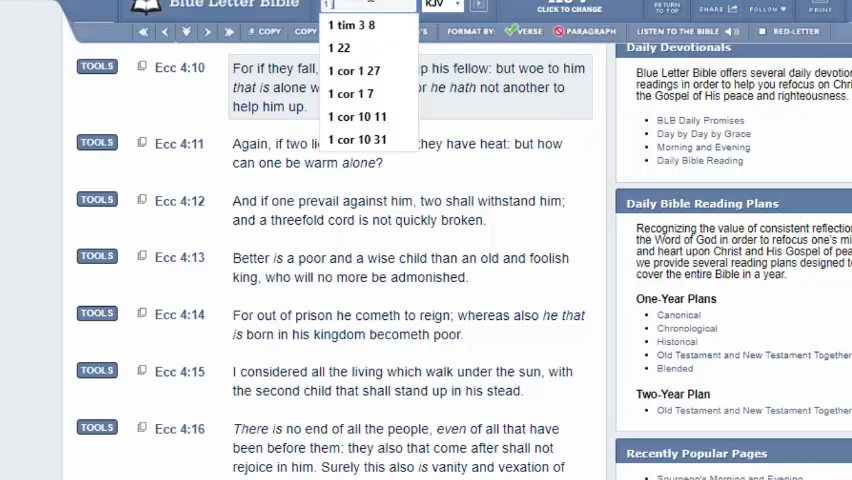 Blue Letter Bible
1
KJV
CLICK TO CHANGE
RETURN TO TOP
SHARE
FOLLOW
PRINT
COPY
COPY
FORMAT BY:
VERSE
PARAGRAPH
LISTEN TO THE BIBLE
RED-LETTER
1 tim 3 8
1 22
1 cor 1 27
1 cor 1 7
1 cor 10 11
1 cor 10 31
TOOLS
Ecc 4:10
For if they fall,
his fellow: but woe to him
that is alone
he hath not another to
help him up.
TOOLS
Ecc 4:11
Again, if two
they have heat: but how
can one be warm alone?
TOOLS
Ecc 4:12
And if one prevail against him, two shall withstand him;
and a threefold cord is not quickly broken.
TOOLS
Ecc 4:13
Better is a poor and a wise child than an old and foolish
king, who will no more be admonished.
TOOLS
Ecc 4:14
For out of prison he cometh to reign; whereas also he that
is born in his kingdom becometh poor.
TOOLS
Ecc 4:15
I considered all the living which walk under the sun, with
the second child that shall stand up in his stead.
TOOLS
Ecc 4:16
There is no end of all the people, even of all that have
been before them: they also that come after shall not
rejoice in him. Surely this also is vanity and vexation of
Daily Devotionals
Blue Letter Bible offers several daily devotio
readings in order to help you refocus on Chris
the Gospel of His peace and righteousness.
BLB Daily Promises
Day by Day by Grace
Morning and Evening
Daily Bible Reading
Daily Bible Reading Plans
Recognizing the value of consistent reflectio
the Word of God in order to refocus one's mi
and heart upon Christ and His Gospel of pea
we provide several reading plans designed to
cover the entire Bible in a year.
One-Year Plans
Canonical
Chronological
Historical
Old Testament and New Testament Together
Blended
Two-Year Plan
Old Testament and New Testament Together
Recently Popular Pages
Spurgeon's Morning and Evening